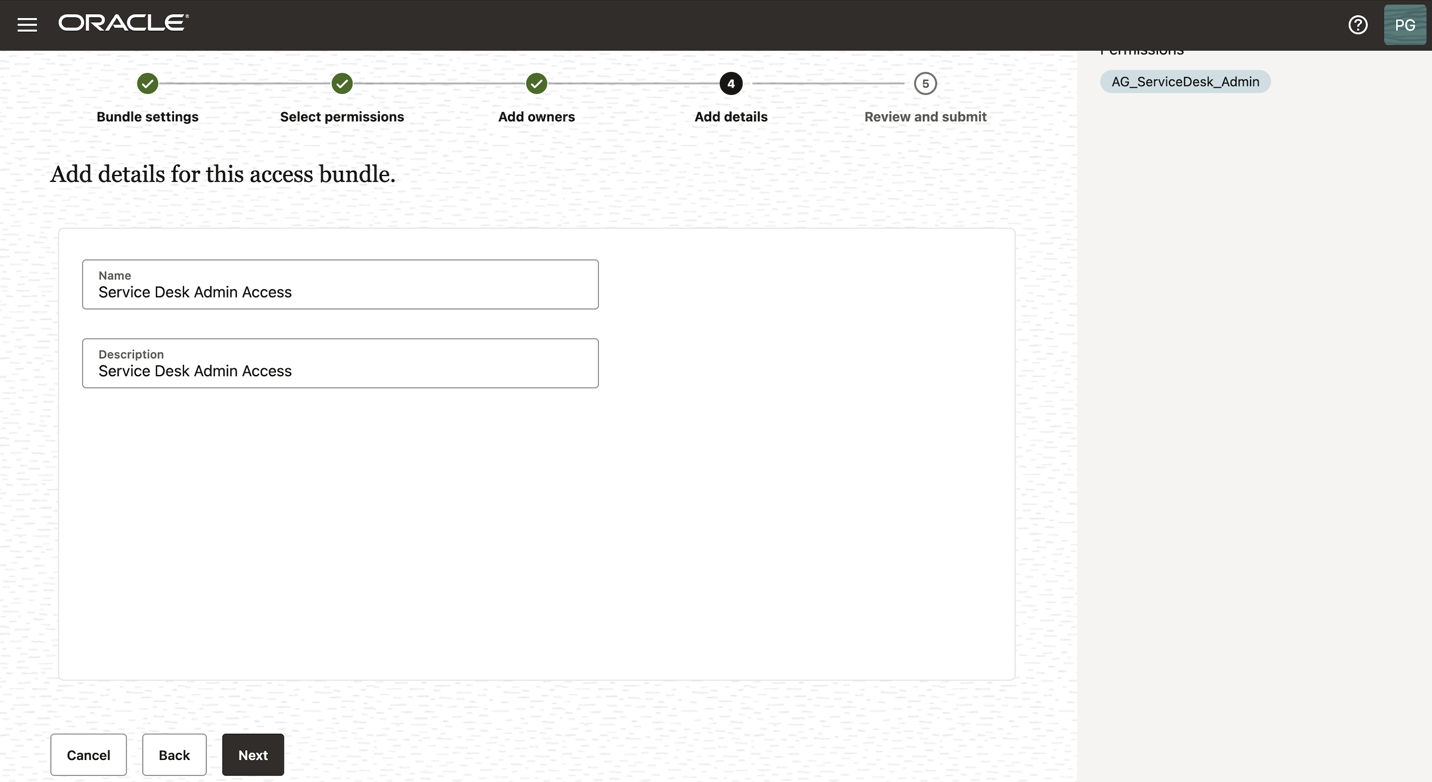 ORACLE
PG
Permissions
AG_ServiceDesk_Admin
4
5
Bundle settings
Select permissions
Add owners
Add details
Review and submit
Add details for this access bundle.
Name
Service Desk Admin Access
Description
Service Desk Admin Access
Cancel
Back
Next